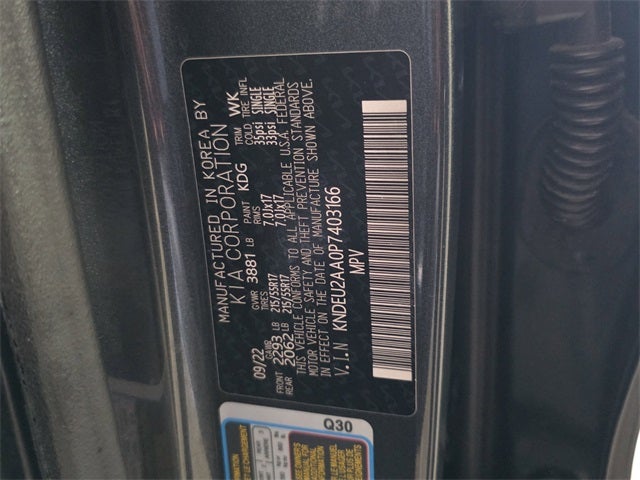 MANUFACTURED IN KOREA BY
KIA CORPORATION
09/22 GVWR 3881 LB PAINT KDG TRIM WK
GAWR TIRES RIMS COLD TIRE INFL
FRONT 2293 LB 215/55R17 7.0JX17 35psi SINGLE
REAR 2062 LB 215/55R17 7.0JX17 33psi SINGLE
THIS VEHICLE CONFORMS TO ALL APPLICABLE U.S.A. FEDERAL
MOTOR VEHICLE SAFETY AND THEFT PREVENTION STANDARDS
IN EFFECT ON THE DATE OF MANUFACTURE SHOWN ABOVE.
V.I.N KNDEU2AA0P7403166
MPV
Q30